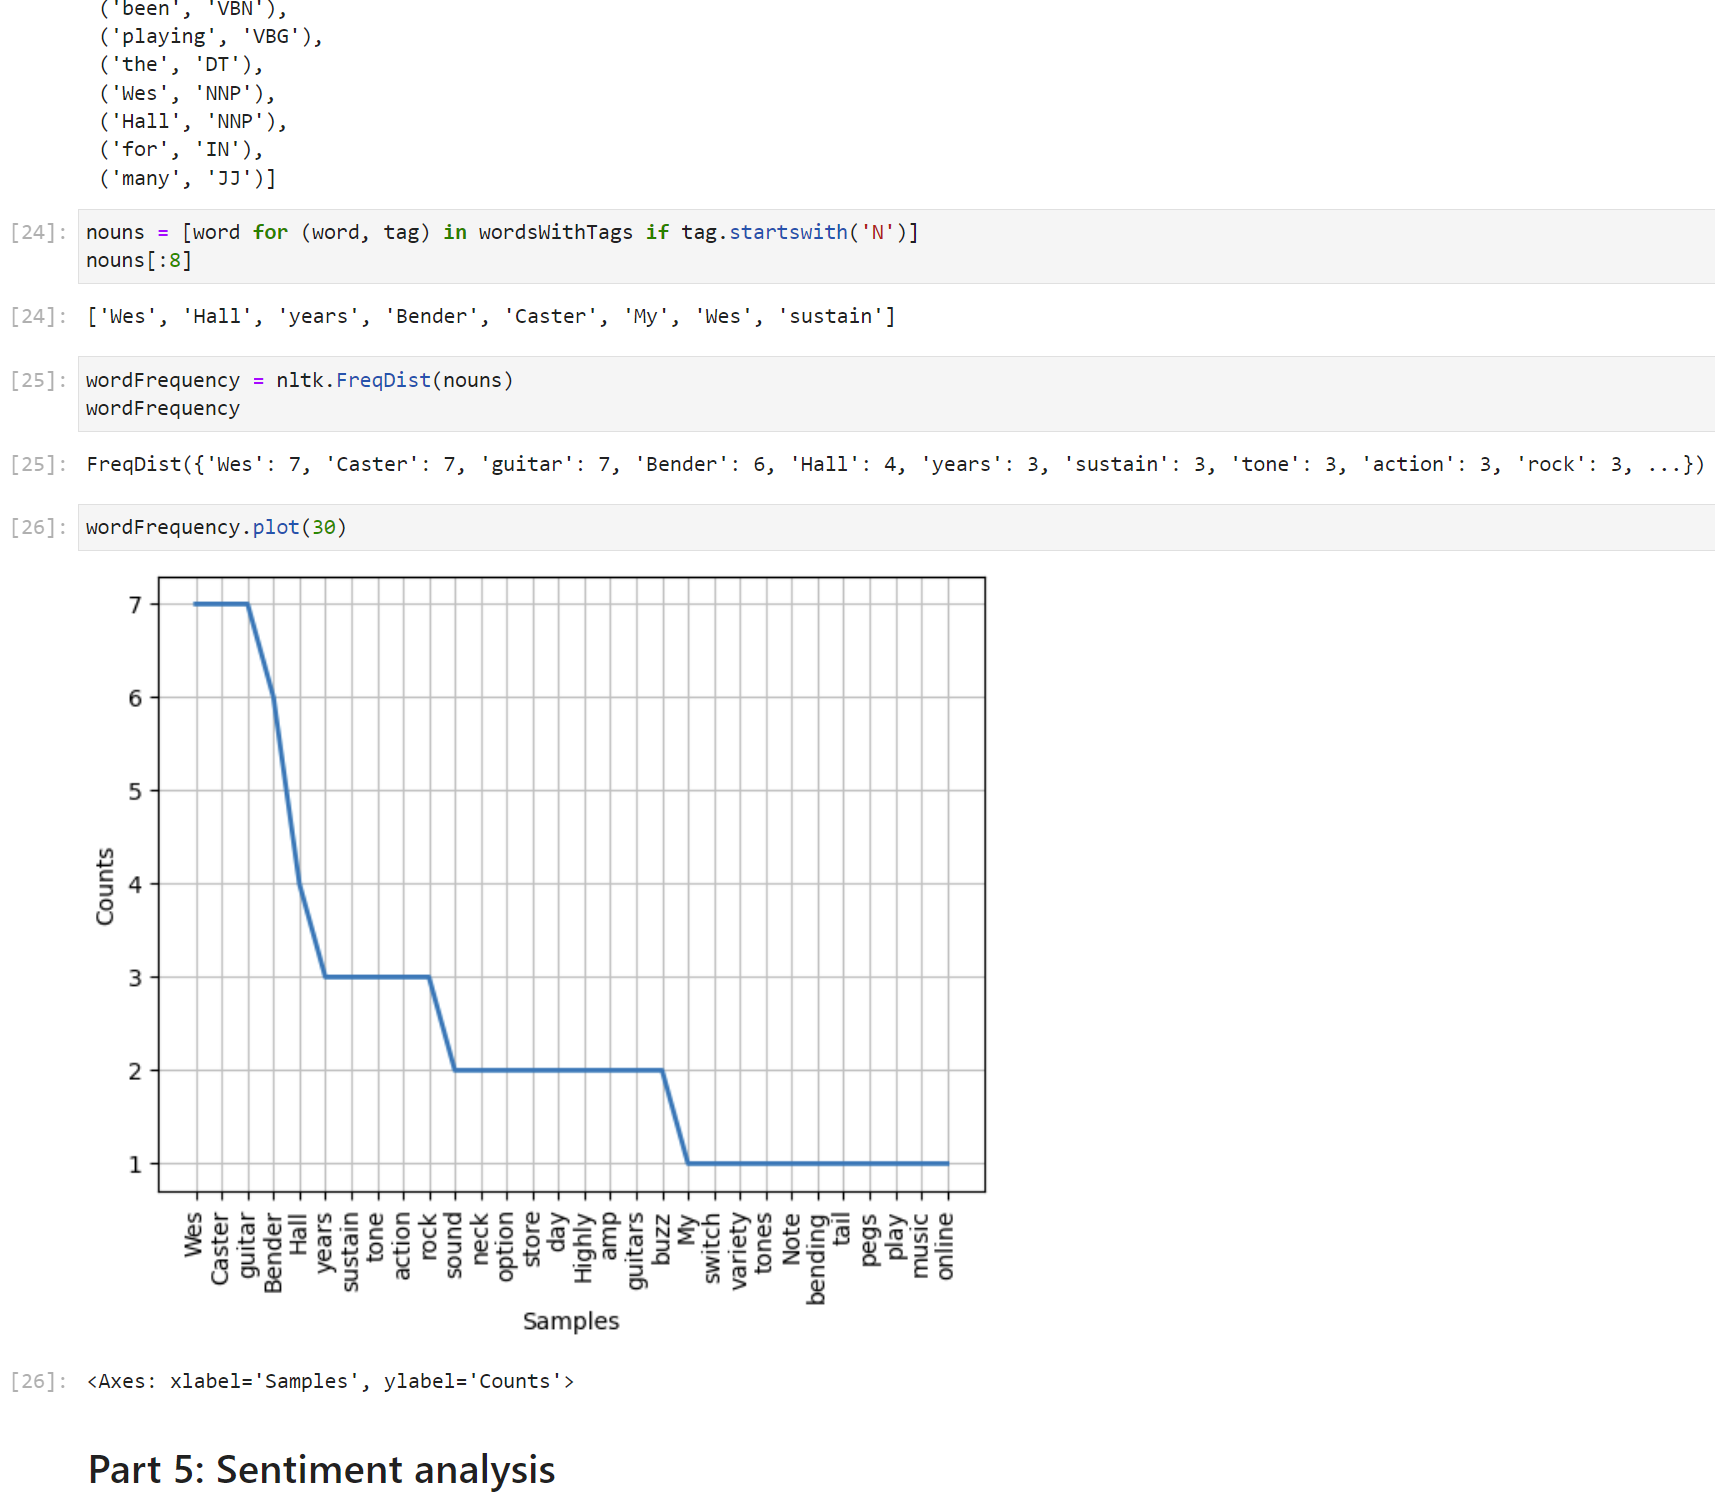 ('been', 'VBN'),
('playing', 'VBG'),
('the', 'DT'),
('Wes', 'NNP'),
('Hall', 'NNP'),
('for', 'IN'),
('many', 'JJ')]
[24]: nouns = [word for (word, tag) in wordsWithTags if tag.startswith('N')]
nouns[:8]
[24]: ['Wes', 'Hall', 'years', 'Bender', 'Caster', 'My', 'Wes', 'sustain']
[25]: wordFrequency = nltk.FreqDist(nouns)
wordFrequency
[25]: FreqDist({'Wes': 7, 'Caster': 7, 'guitar': 7, 'Bender': 6, 'Hall': 4, 'years': 3, 'sustain': 3, 'tone': 3, 'action': 3, 'rock': 3, ...})
[26]: wordFrequency.plot(30)
7
6
5
4
3
2
1
Counts
Wes
Caster
guitar
Bender
Hall
years
sustain
tone
action
rock
sound
neck
option
store
day
Highly
amp
guitars
buzz
My
switch
variety
tones
Note
bending
tail
pegs
play
music
online
Samples
[26]: <Axes: xlabel='Samples', ylabel='Counts'>
Part 5: Sentiment analysis